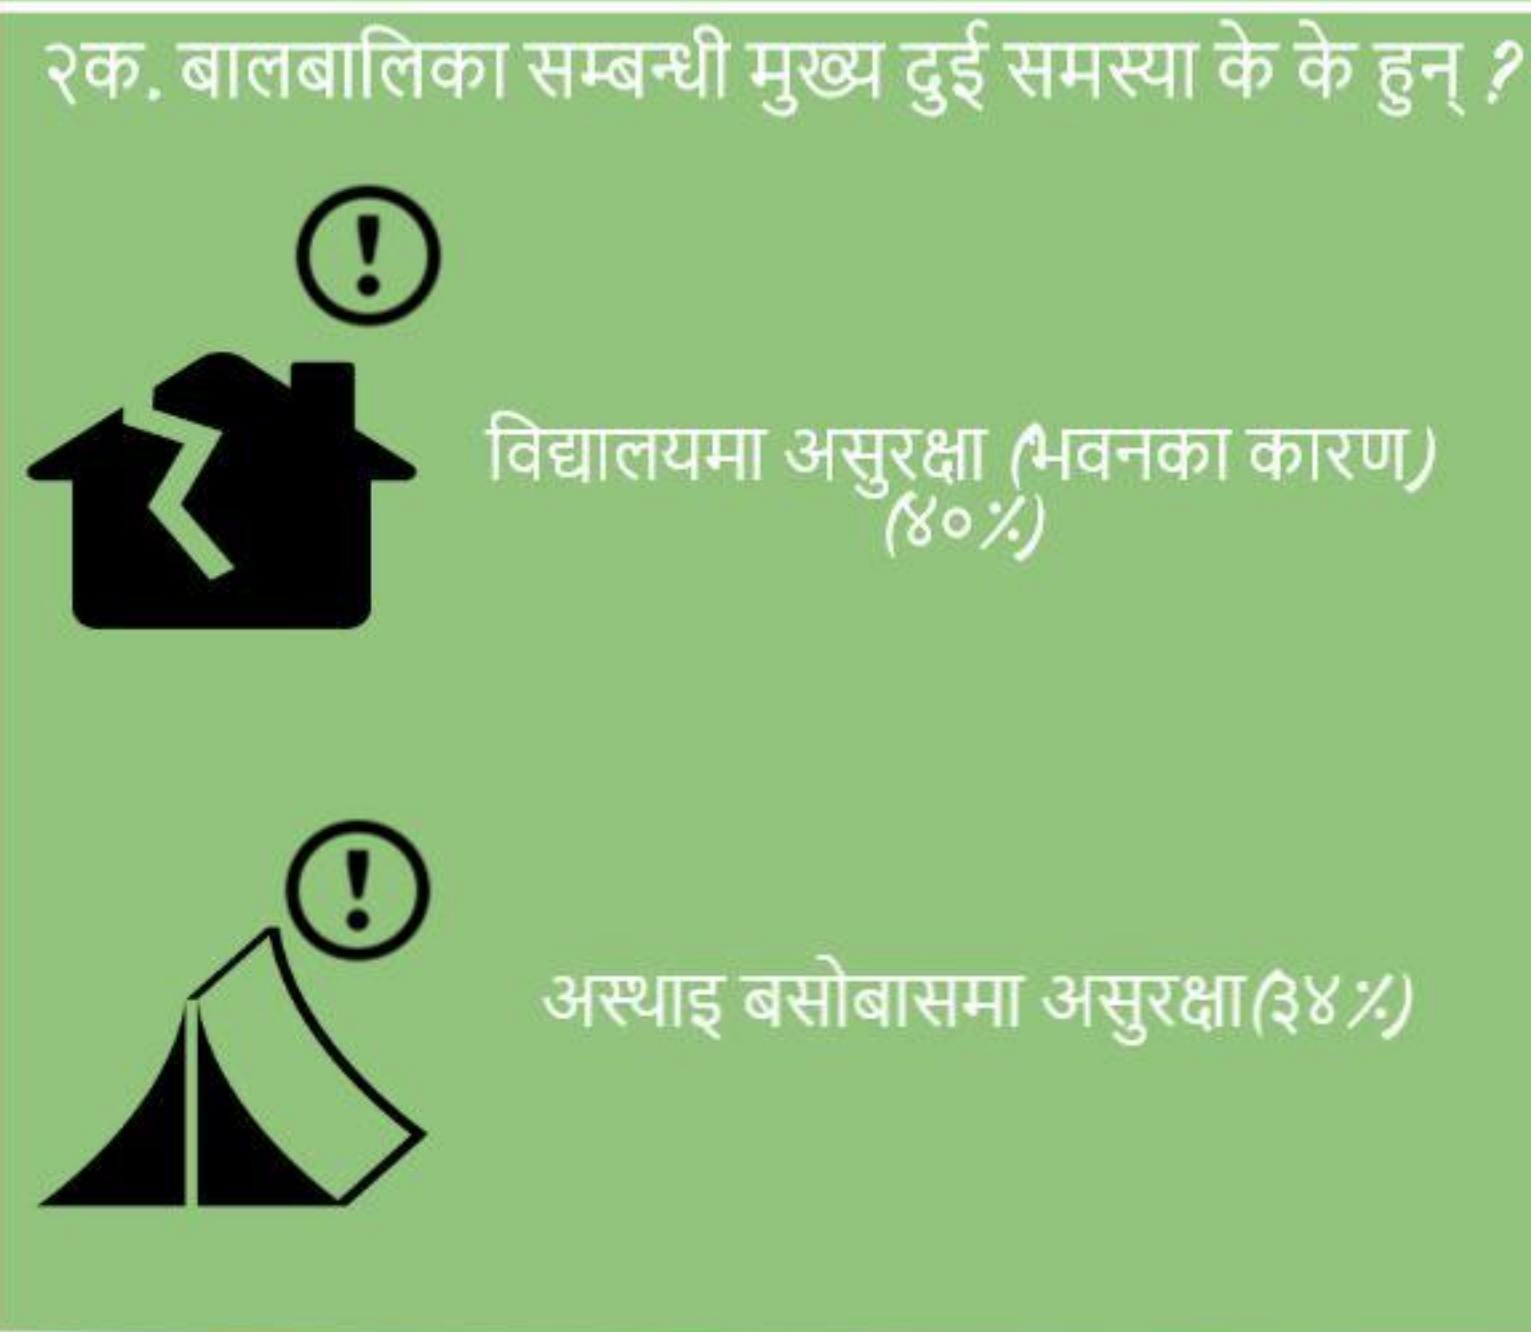 २क. बालबालिका सम्बन्धी मुख्य दुई समस्या के के हुन् ?
विद्यालयमा असुरक्षा (भवनका कारण)
(४०%)
अस्थाइ बसोबासमा असुरक्षा(३४%)